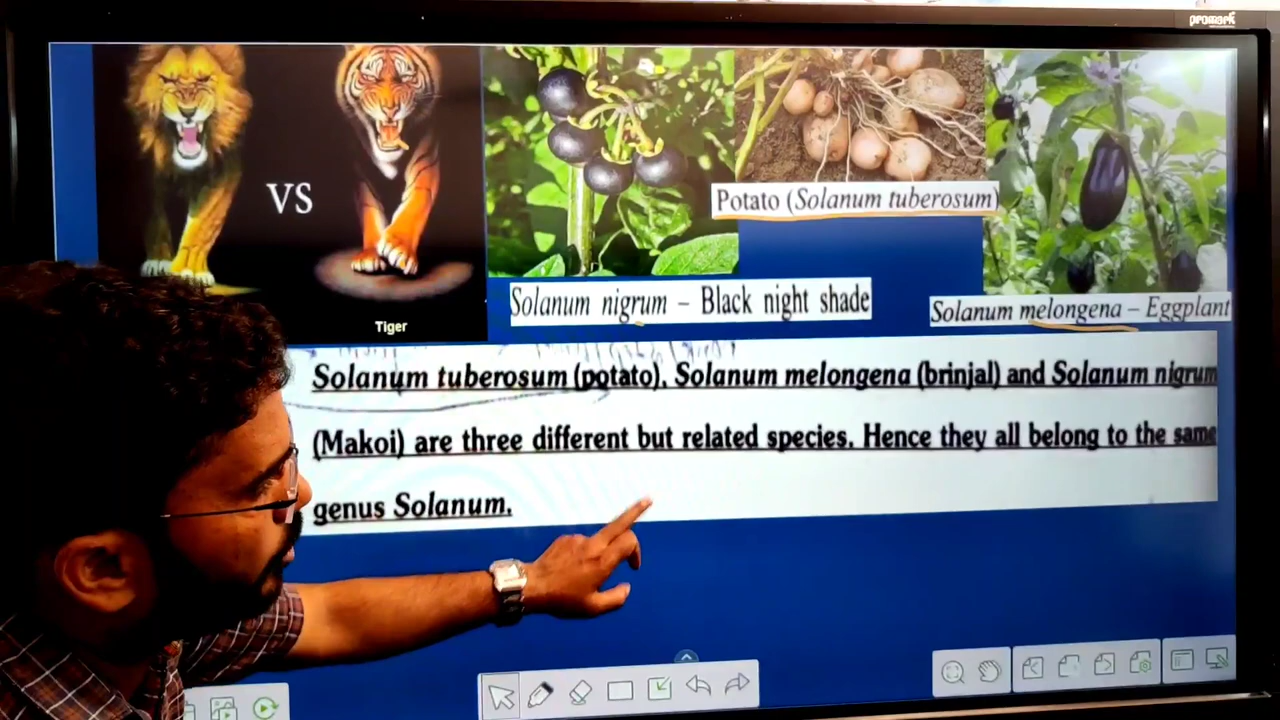 promark
VS
Tiger
Potato (Solanum tuberosum)
Solanum nigrum – Black night shade
Solanum melongena – Eggplant
Solanum tuberosum (potato), Solanum melongena (brinjal) and Solanum nigrum
(Makoi) are three different but related species. Hence they all belong to the same
genus Solanum.